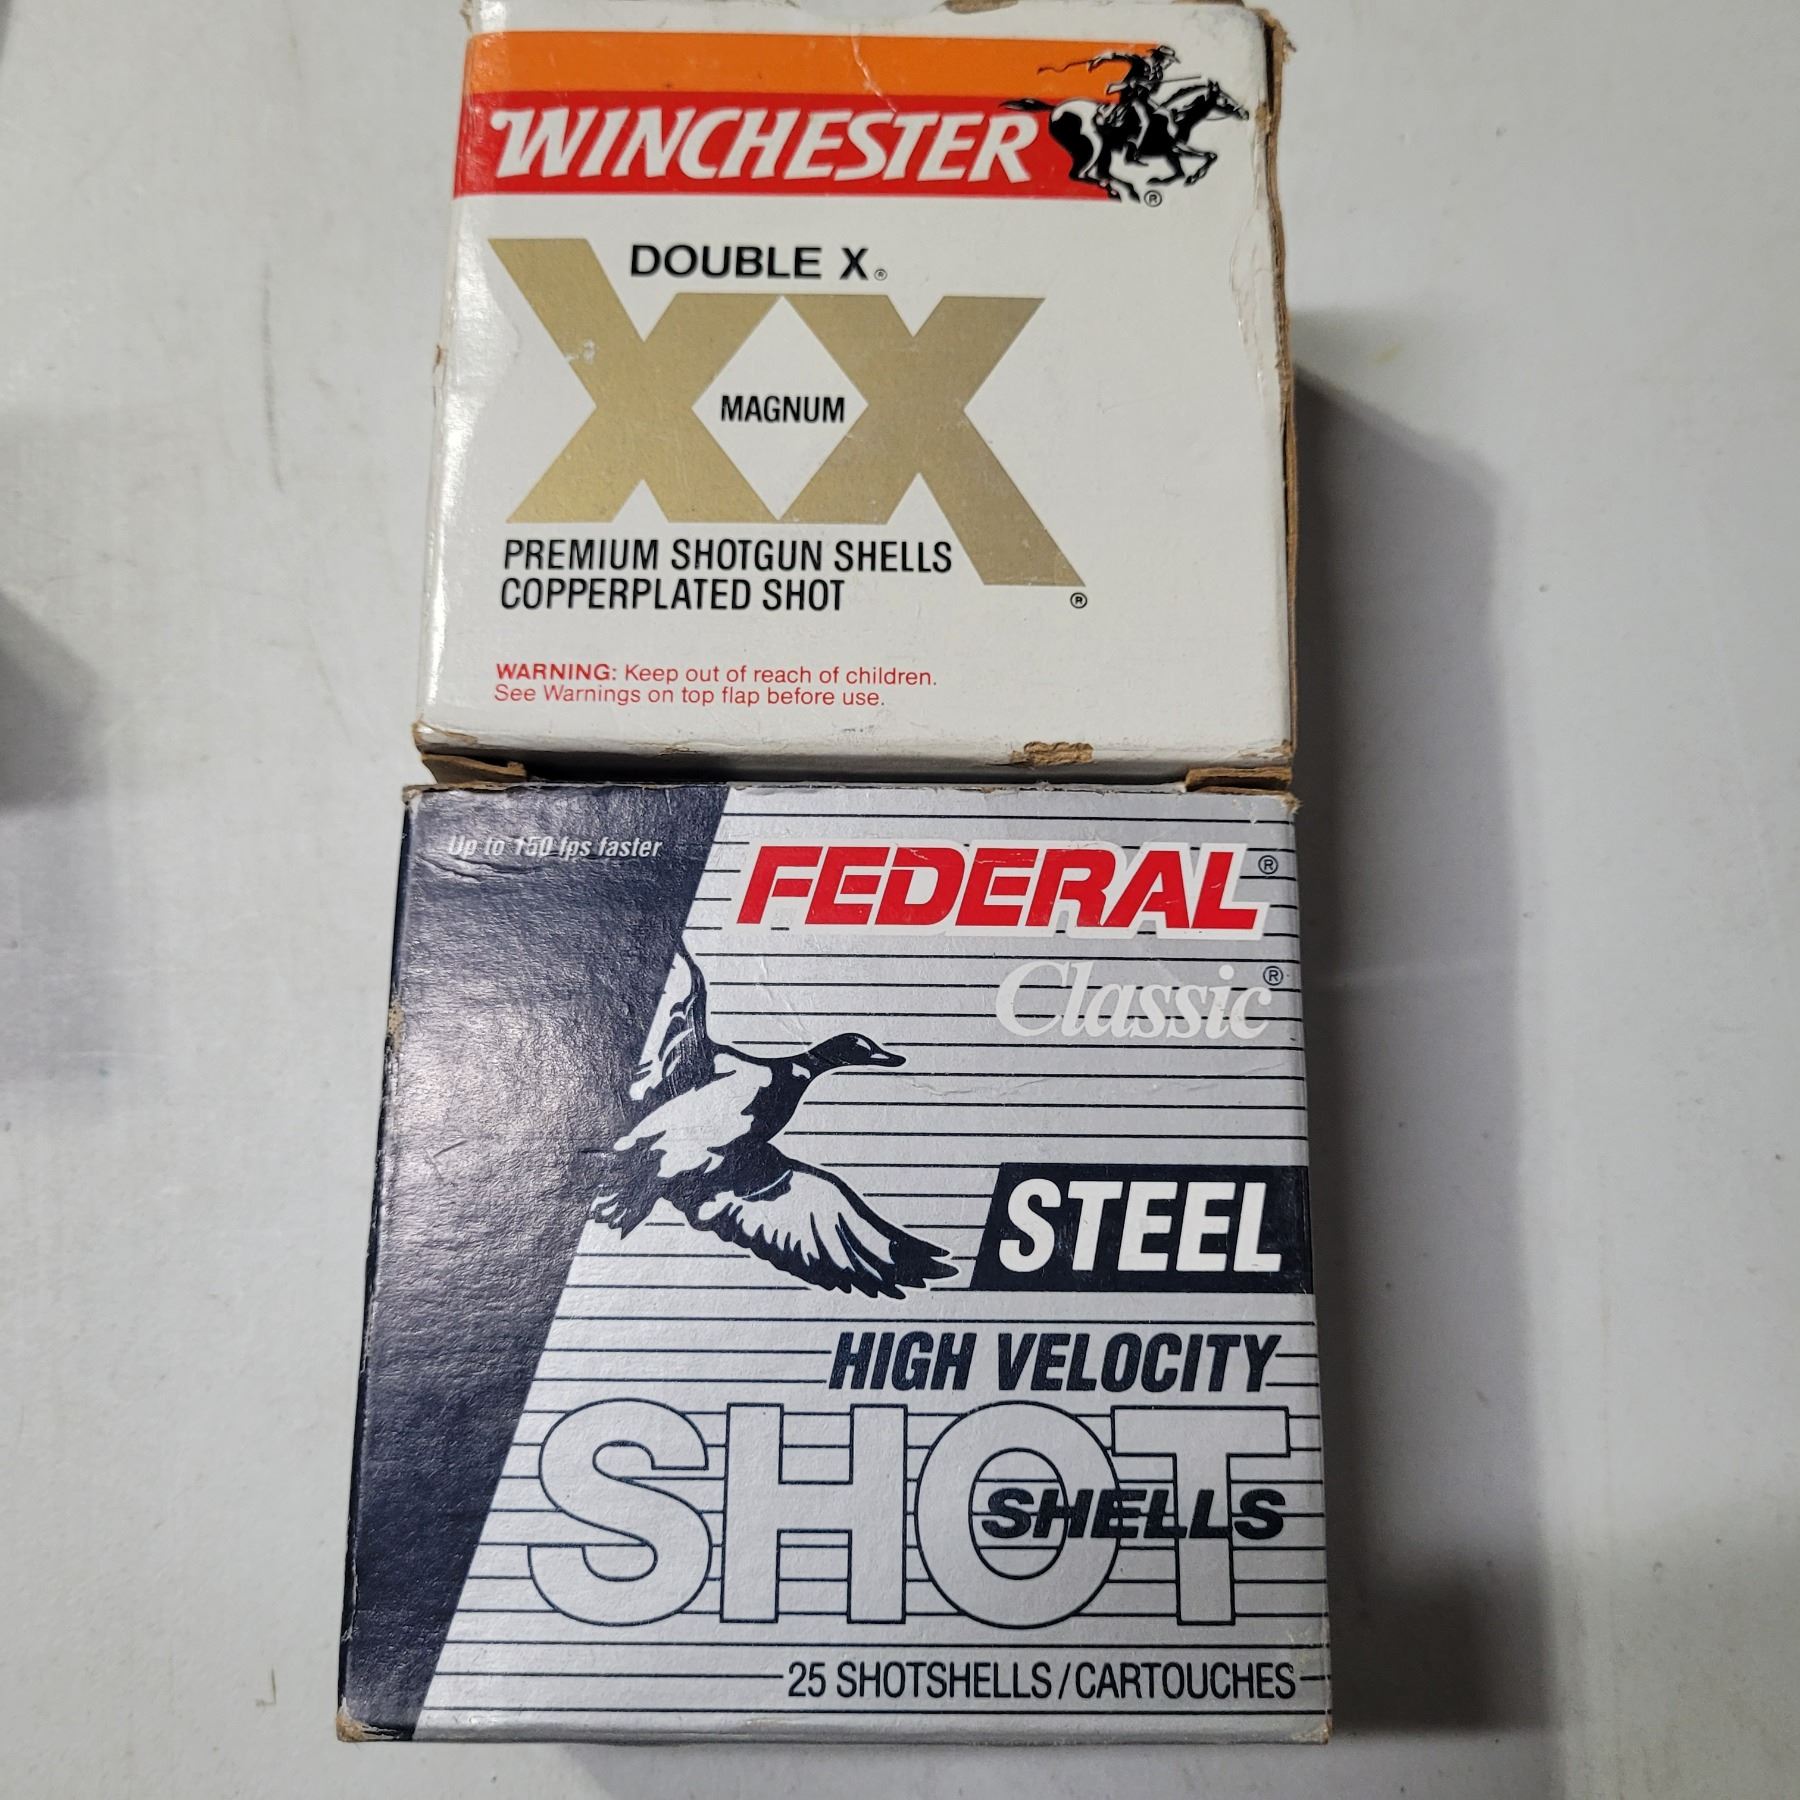 WINCHESTER
®
DOUBLE X®
XX
MAGNUM
PREMIUM SHOTGUN SHELLS
COPPERPLATED SHOT
®
WARNING: Keep out of reach of children.
See Warnings on top flap before use.
Up to 150 fps faster
FEDERAL®
Classic®
STEEL
HIGH VELOCITY
SHOT
SHELLS
25 SHOTSHELLS/CARTOUCHES